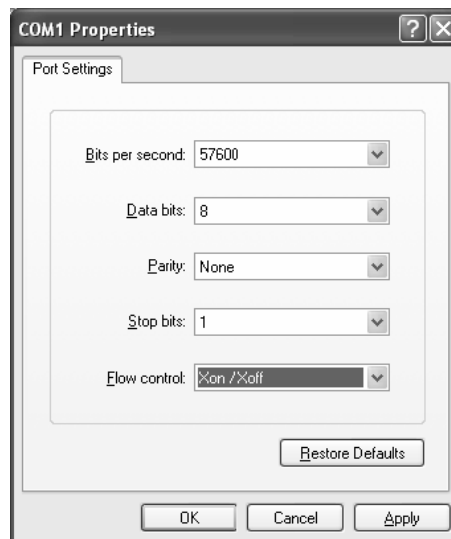 COM1 Properties
Port Settings
Bits per second: 57600
Data bits: 8
Parity: None
Stop bits: 1
Flow control: Xon / Xoff
Restore Defaults
OK Cancel Apply